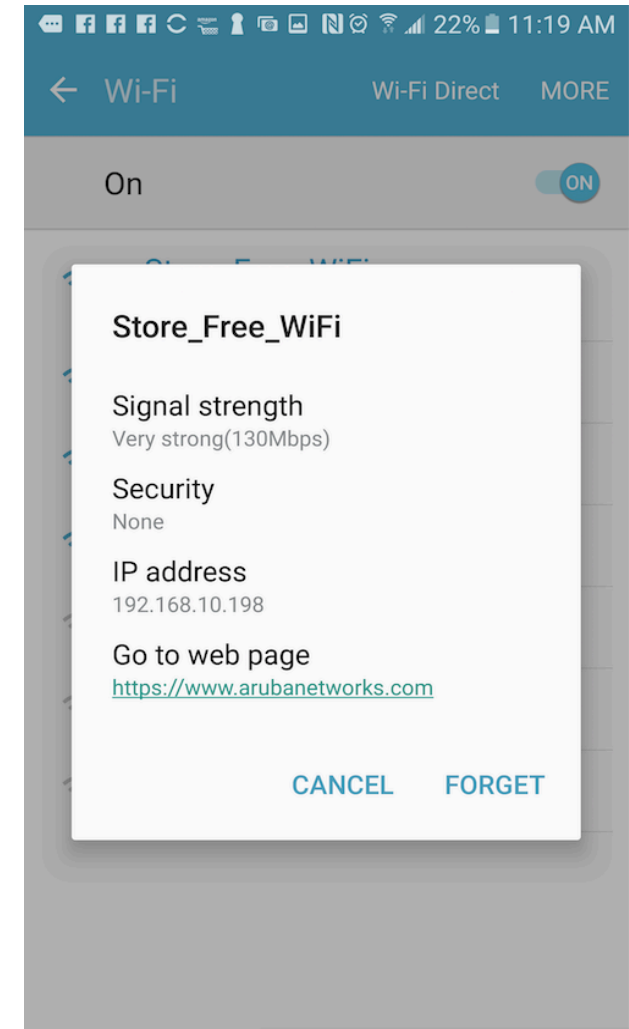 22% 11:19 AM
Wi-Fi Wi-Fi Direct MORE
On ON
Store_Free_WiFi
Signal strength
Very strong(130Mbps)
Security
None
IP address
192.168.10.198
Go to web page
https://www.arubanetworks.com
CANCEL FORGET